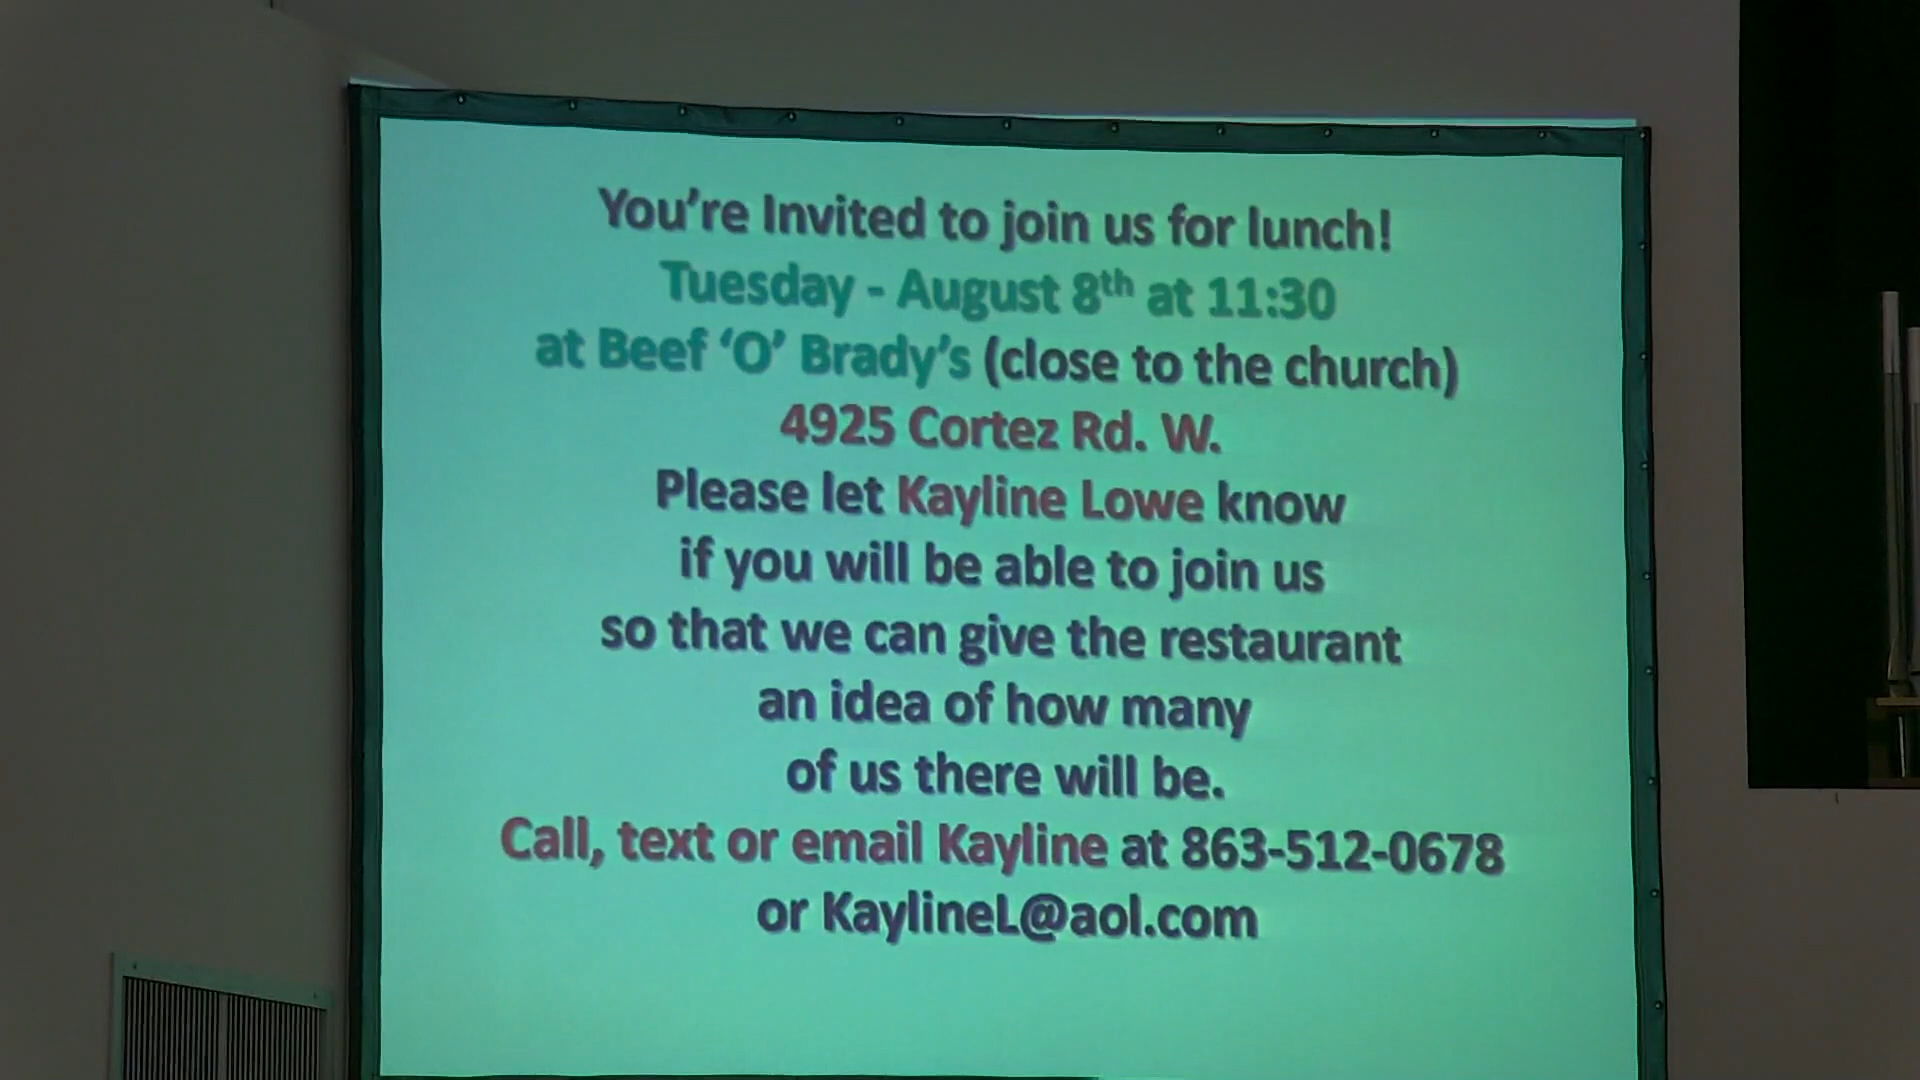 You're Invited to join us for lunch!
Tuesday - August 8th at 11:30
at Beef 'O' Brady's (close to the church)
4925 Cortez Rd. W.
Please let Kayline Lowe know
if you will be able to join us
so that we can give the restaurant
an idea of how many
of us there will be.
Call, text or email Kayline at 863-512-0678
or KaylineL@aol.com